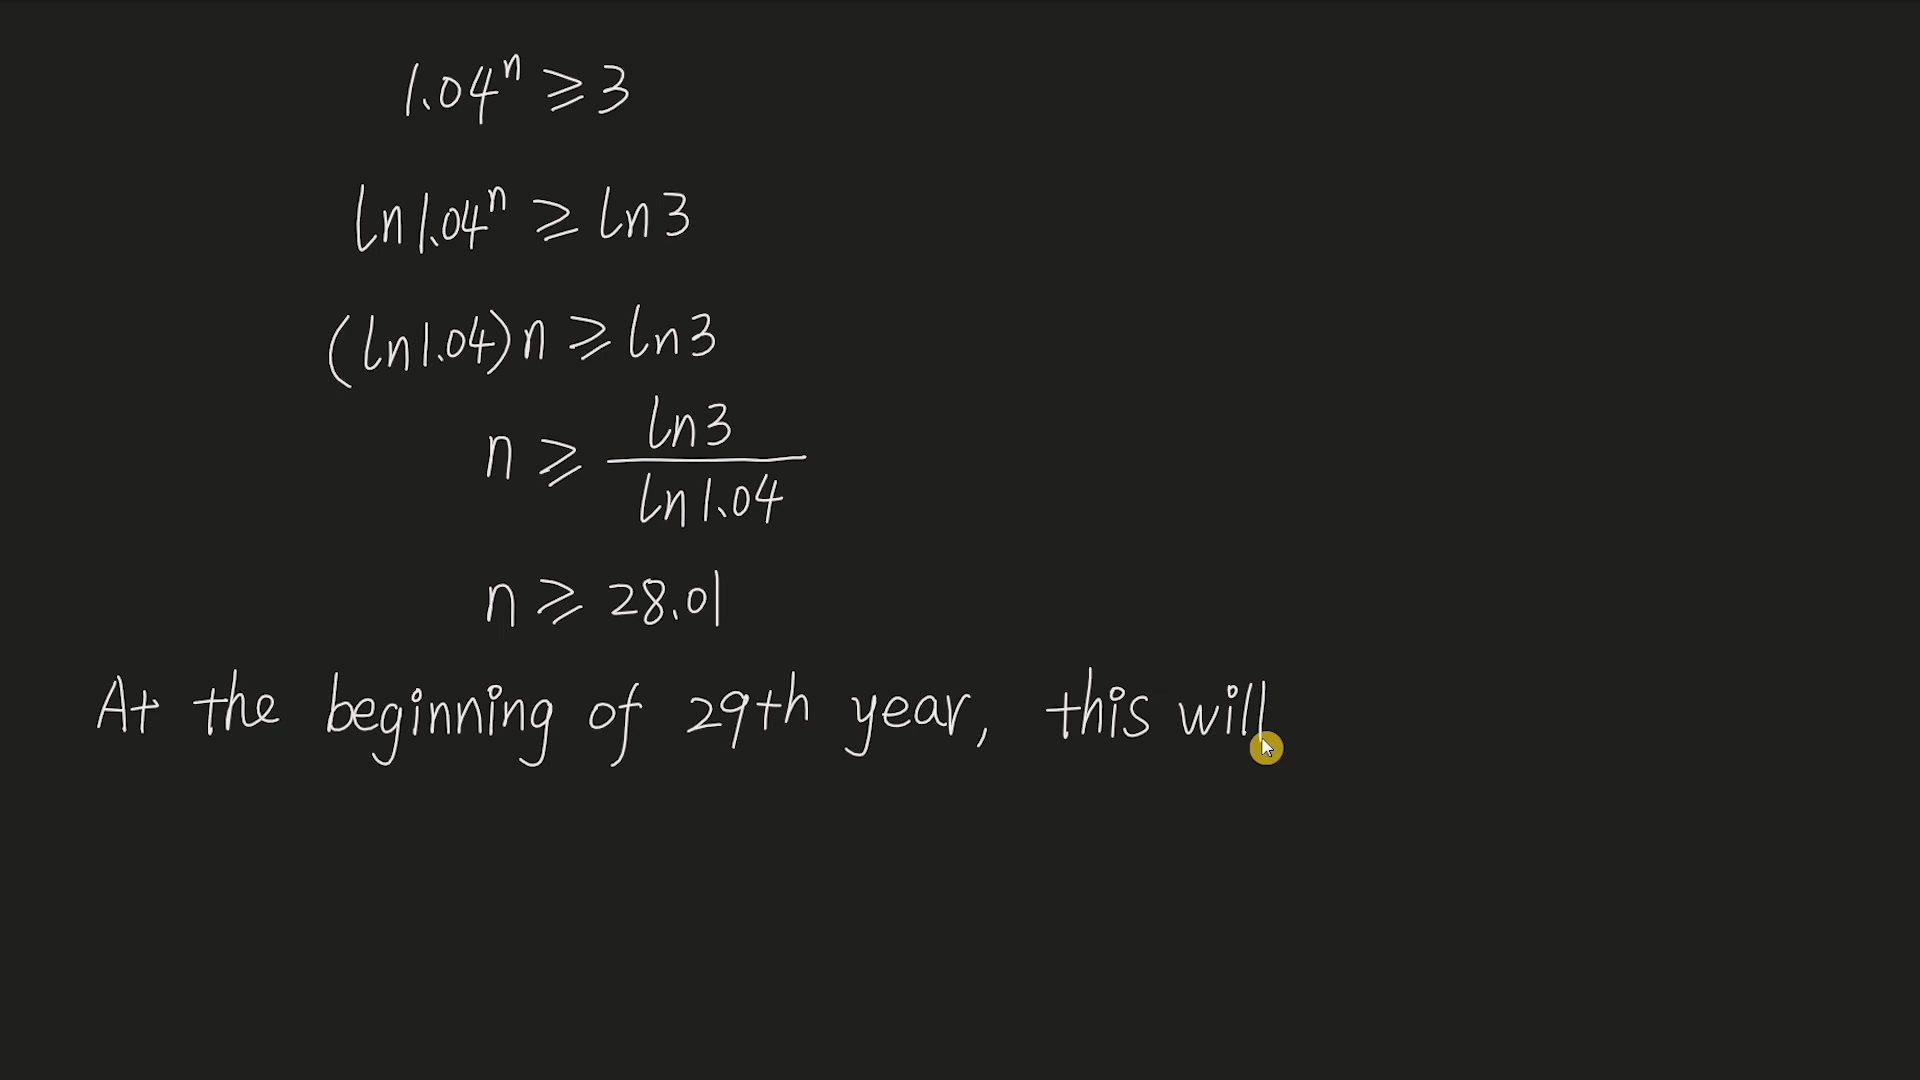 1.04ⁿ ⩾ 3
ln 1.04ⁿ ⩾ ln 3
(ln 1.04) n ⩾ ln 3
n ⩾ ln 3 / ln 1.04
n ⩾ 28.01
At the beginning of 29th year, this will